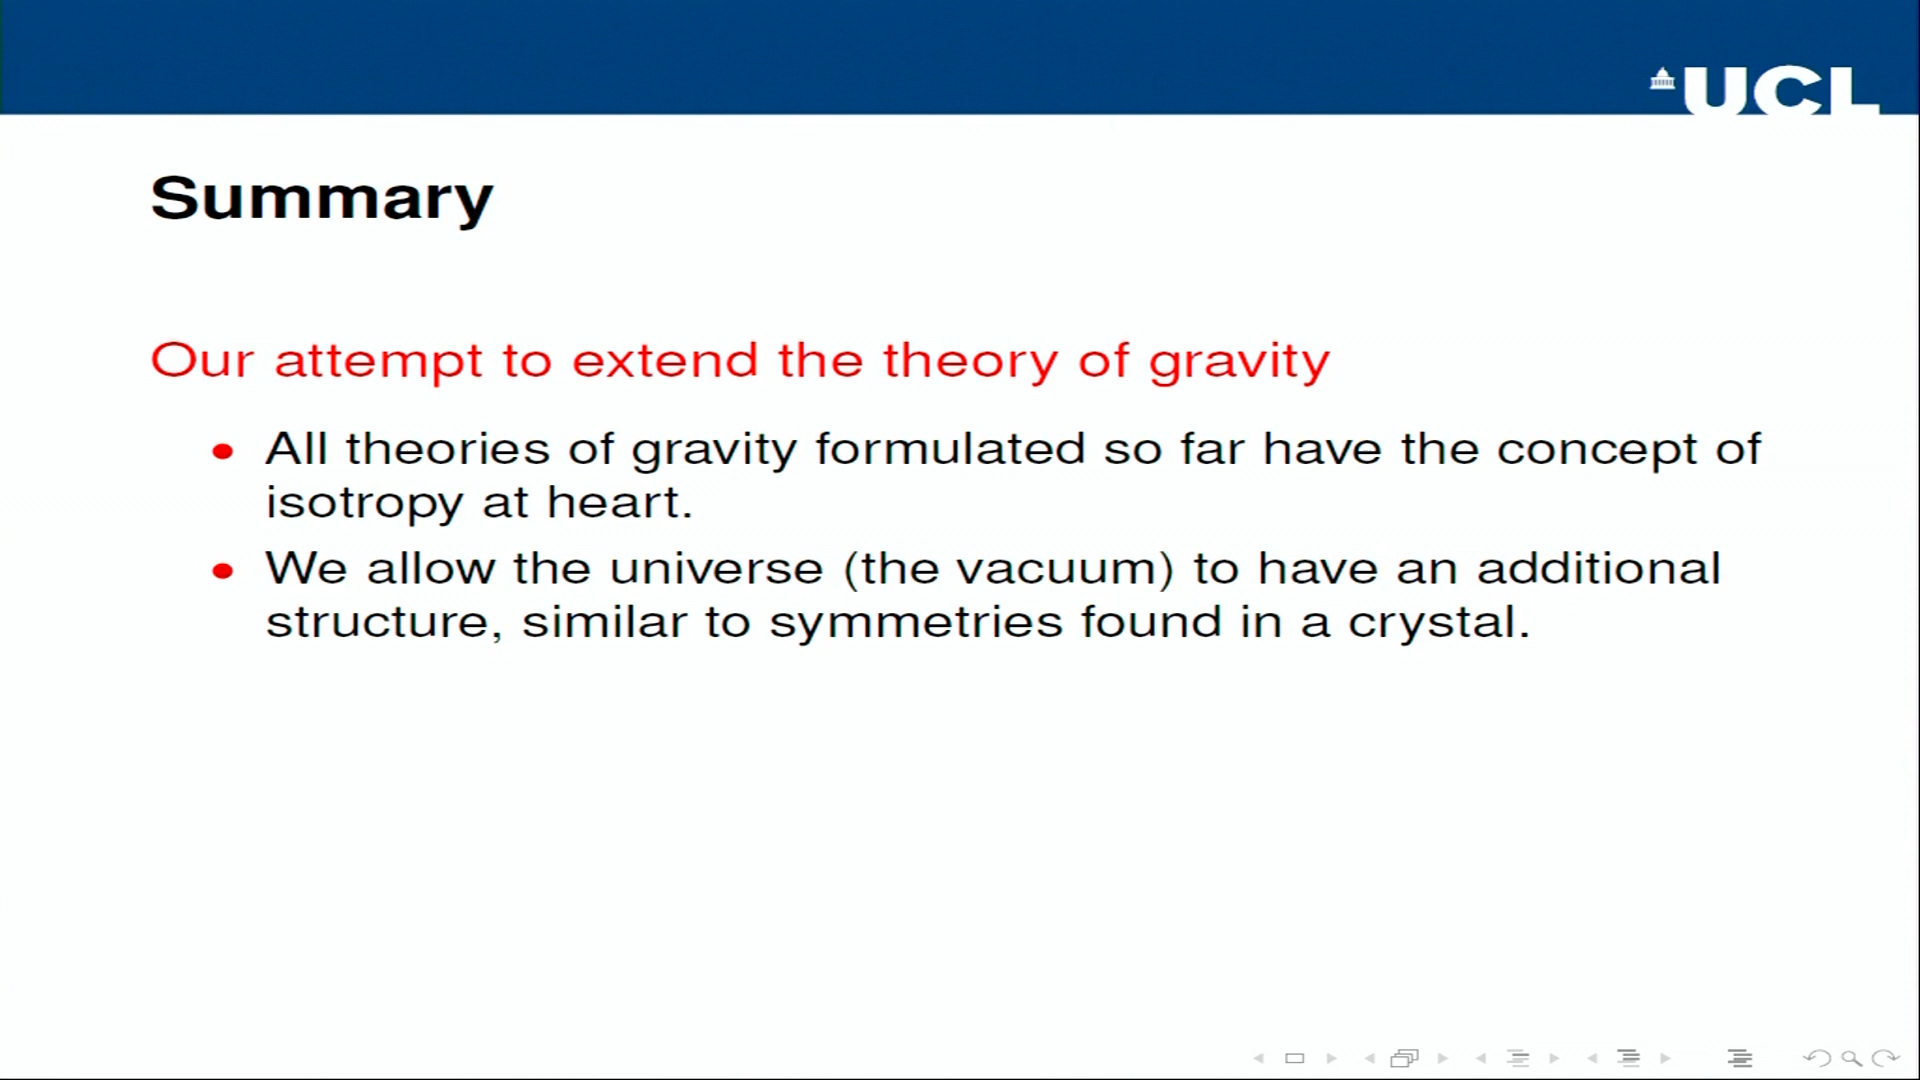 UCL
Summary
Our attempt to extend the theory of gravity
• All theories of gravity formulated so far have the concept of
isotropy at heart.
• We allow the universe (the vacuum) to have an additional
structure, similar to symmetries found in a crystal.